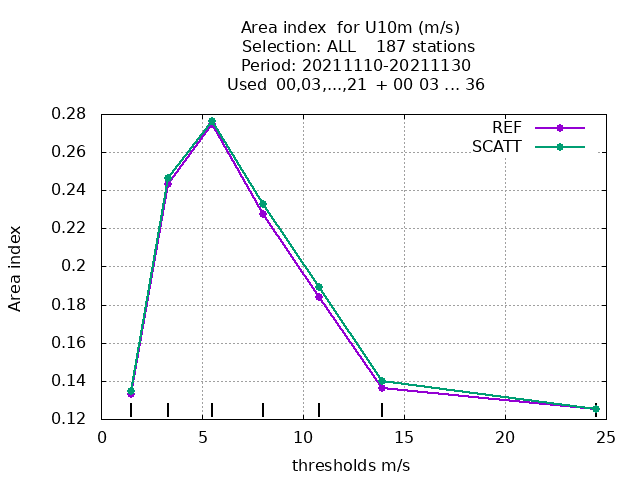 Area index  for U10m (m/s)
Selection: ALL    187 stations
Period: 20211110-20211130
Used  00,03,...,21  + 00 03 ... 36
REF
SCATT
0.28
0.26
0.24
0.22
0.2
0.18
0.16
0.14
0.12
Area index
0 5 10 15 20 25
thresholds m/s